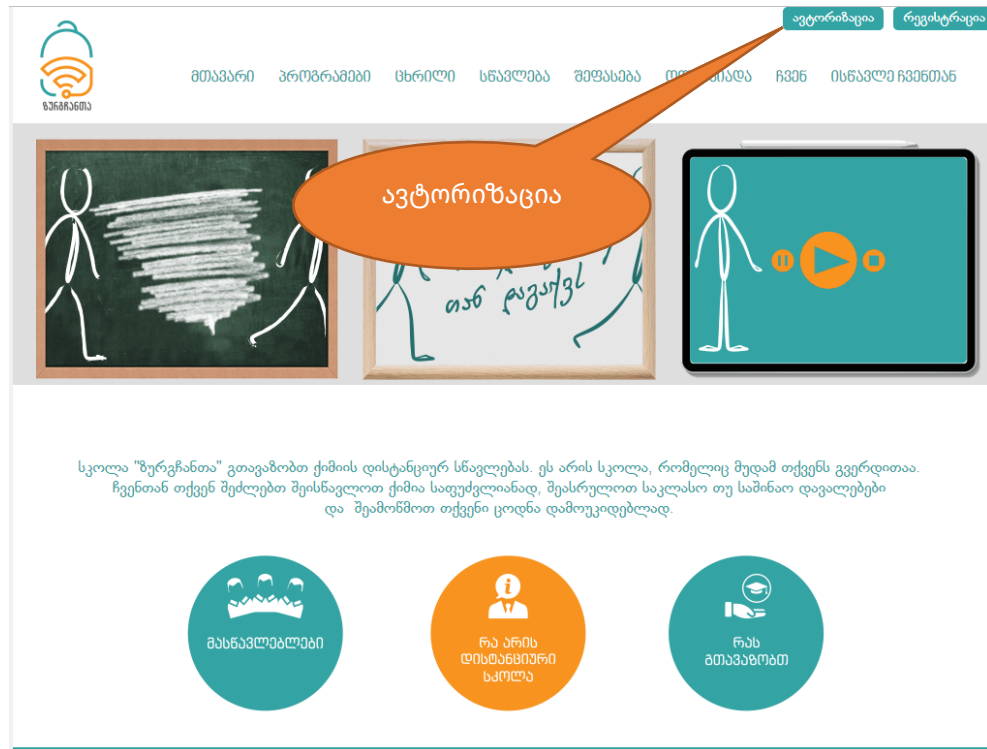 ავტორიზაცია
რეგისტრაცია
ზურგჩანთა
მთავარი
პროგრამები
ცხრილი
სწავლება
შეფასება
ჩვენ
ისწავლე ჩვენთან
ავტორიზაცია
თან დაგაქვს
სკოლა "ზურგჩანთა" გთავაზობთ ქიმიის დისტანციურ სწავლებას. ეს არის სკოლა, რომელიც მუდამ თქვენს გვერდითაა.
ჩვენთან თქვენ შეძლებთ შეისწავლოთ ქიმია საფუძვლიანად, შეასრულოთ საკლასო თუ საშინაო დავალებები
და შეამოწმოთ თქვენი ცოდნა დამოუკიდებლად.
მასწავლებლები
რა არის
დისტანციური
სკოლა
რას
გთავაზობთ